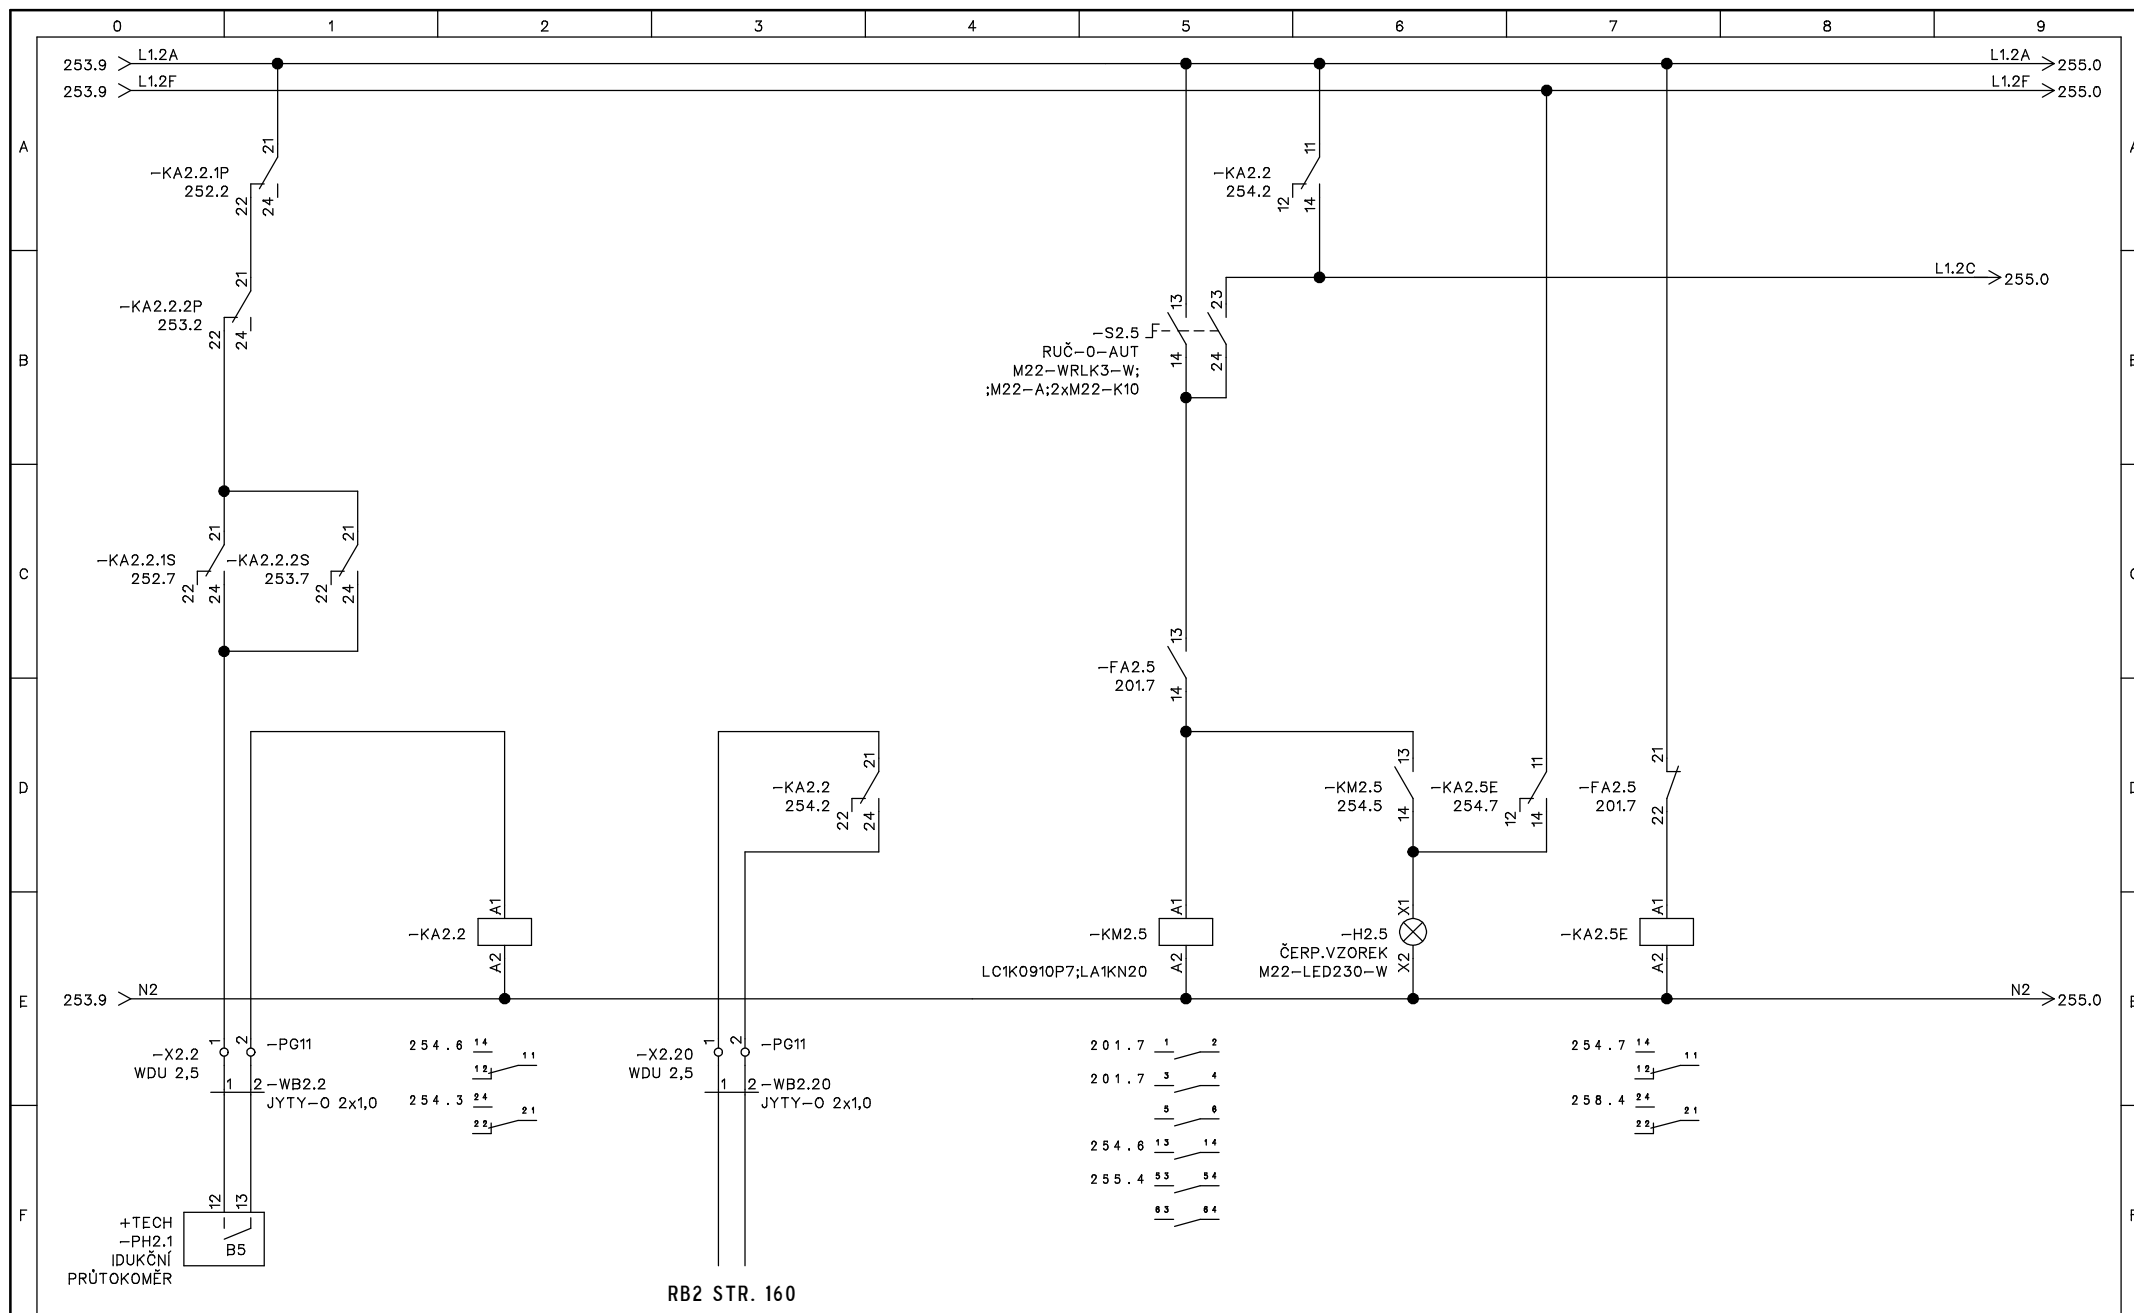 0 1 2 3 4 5 6 7 8 9
253.9 L1.2A L1.2A 255.0
253.9 L1.2F L1.2F 255.0
A
21
-KA2.2.1P
252.2
22 24
11
-KA2.2
254.2
12 14
A
L1.2C 255.0
21
-KA2.2.2P
253.2
22 24
13 23
-S2.5
RUČ-0-AUT
M22-WRLK3-W;
;M22-A;2xM22-K10
14 24
B
21
-KA2.2.1S
252.7
22 24
21
-KA2.2.2S
253.7
22 24
C
13
-FA2.5
201.7
14
D
21
-KA2.2
254.2
22 24
13
-KM2.5
254.5
14
11
-KA2.5E
254.7
12 14
21
-FA2.5
201.7
22
A1
-KA2.2
A2
A1
-KM2.5
LC1K0910P7;LA1KN20
A2
X1
-H2.5
ČERP.VZOREK
M22-LED230-W
X2
A1
-KA2.5E
A2
E
253.9 N2 N2 255.0
1 2
-X2.2
WDU 2,5
-PG11
1 2 -WB2.2
JYTY-O 2x1,0
254.6 14
12 11
254.3 24
22 21
1 2
-X2.20
WDU 2,5
-PG11
1 2 -WB2.20
JYTY-O 2x1,0
201.7 1 2
201.7 3 4
5 6
254.6 13 14
255.4 53 54
63 64
254.7 14
12 11
258.4 24
22 21
F
12 13
+TECH
-PH2.1
IDUKČNÍ
PRŮTOKOMĚR
B5
RB2 STR. 160